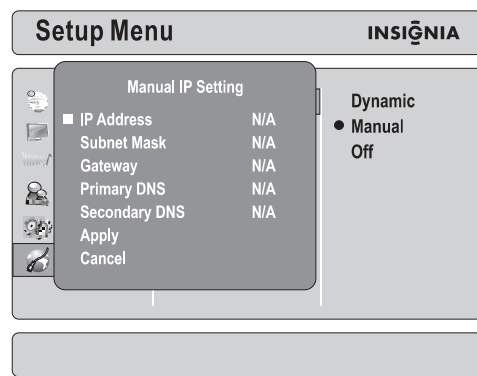 Setup Menu
INSIGNIA
Manual IP Setting
IP Address N/A
Subnet Mask N/A
Gateway N/A
Primary DNS N/A
Secondary DNS N/A
Apply
Cancel
Dynamic
Manual
Off